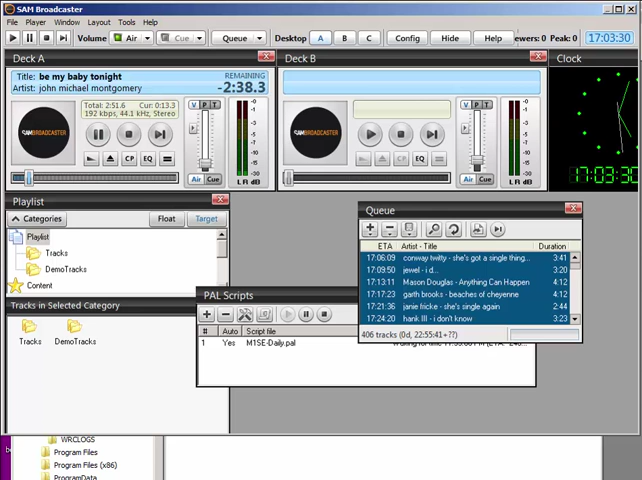 SAM Broadcaster
File Player Window Layout Tools Help
Volume Air Cue Queue Desktop A B C Config Hide Help ewers: 0 Peak: 0 17:03:30
Deck A
Title: be my baby tonight
Artist: john michael montgomery
REMAINING
-2:38.3
Total: 2:51.6 Cur: 0:13.3
192 kbps, 44.1 kHz, Stereo
SAMBROADCASTER
V P T
CP EQ
Air Cue
L R dB
Deck B
SAMBROADCASTER
V P T
CP EQ
Air Cue
L R dB
Clock
17:03:30
Playlist
Categories Float Target
Playlist
Tracks
DemoTracks
Content
Tracks in Selected Category
Tracks DemoTracks
PAL Scripts
# Auto Script file
1 Yes M1SE-Daily.pal
Queue
ETA Artist - Title Duration
17:06:09 conway twitty - she's got a single thing... 3:41
17:09:50 jewel - i d... 3:20
17:13:11 Mason Douglas - Anything Can Happen 4:12
17:17:23 garth brooks - beaches of cheyenne 4:12
17:21:36 janie fricke - she's single again 2:44
17:24:20 hank III - i don't know 3:23
406 tracks (0d, 22:55:41+??)
WRCLOGS
Program Files
Program Files (x86)
ProgramData